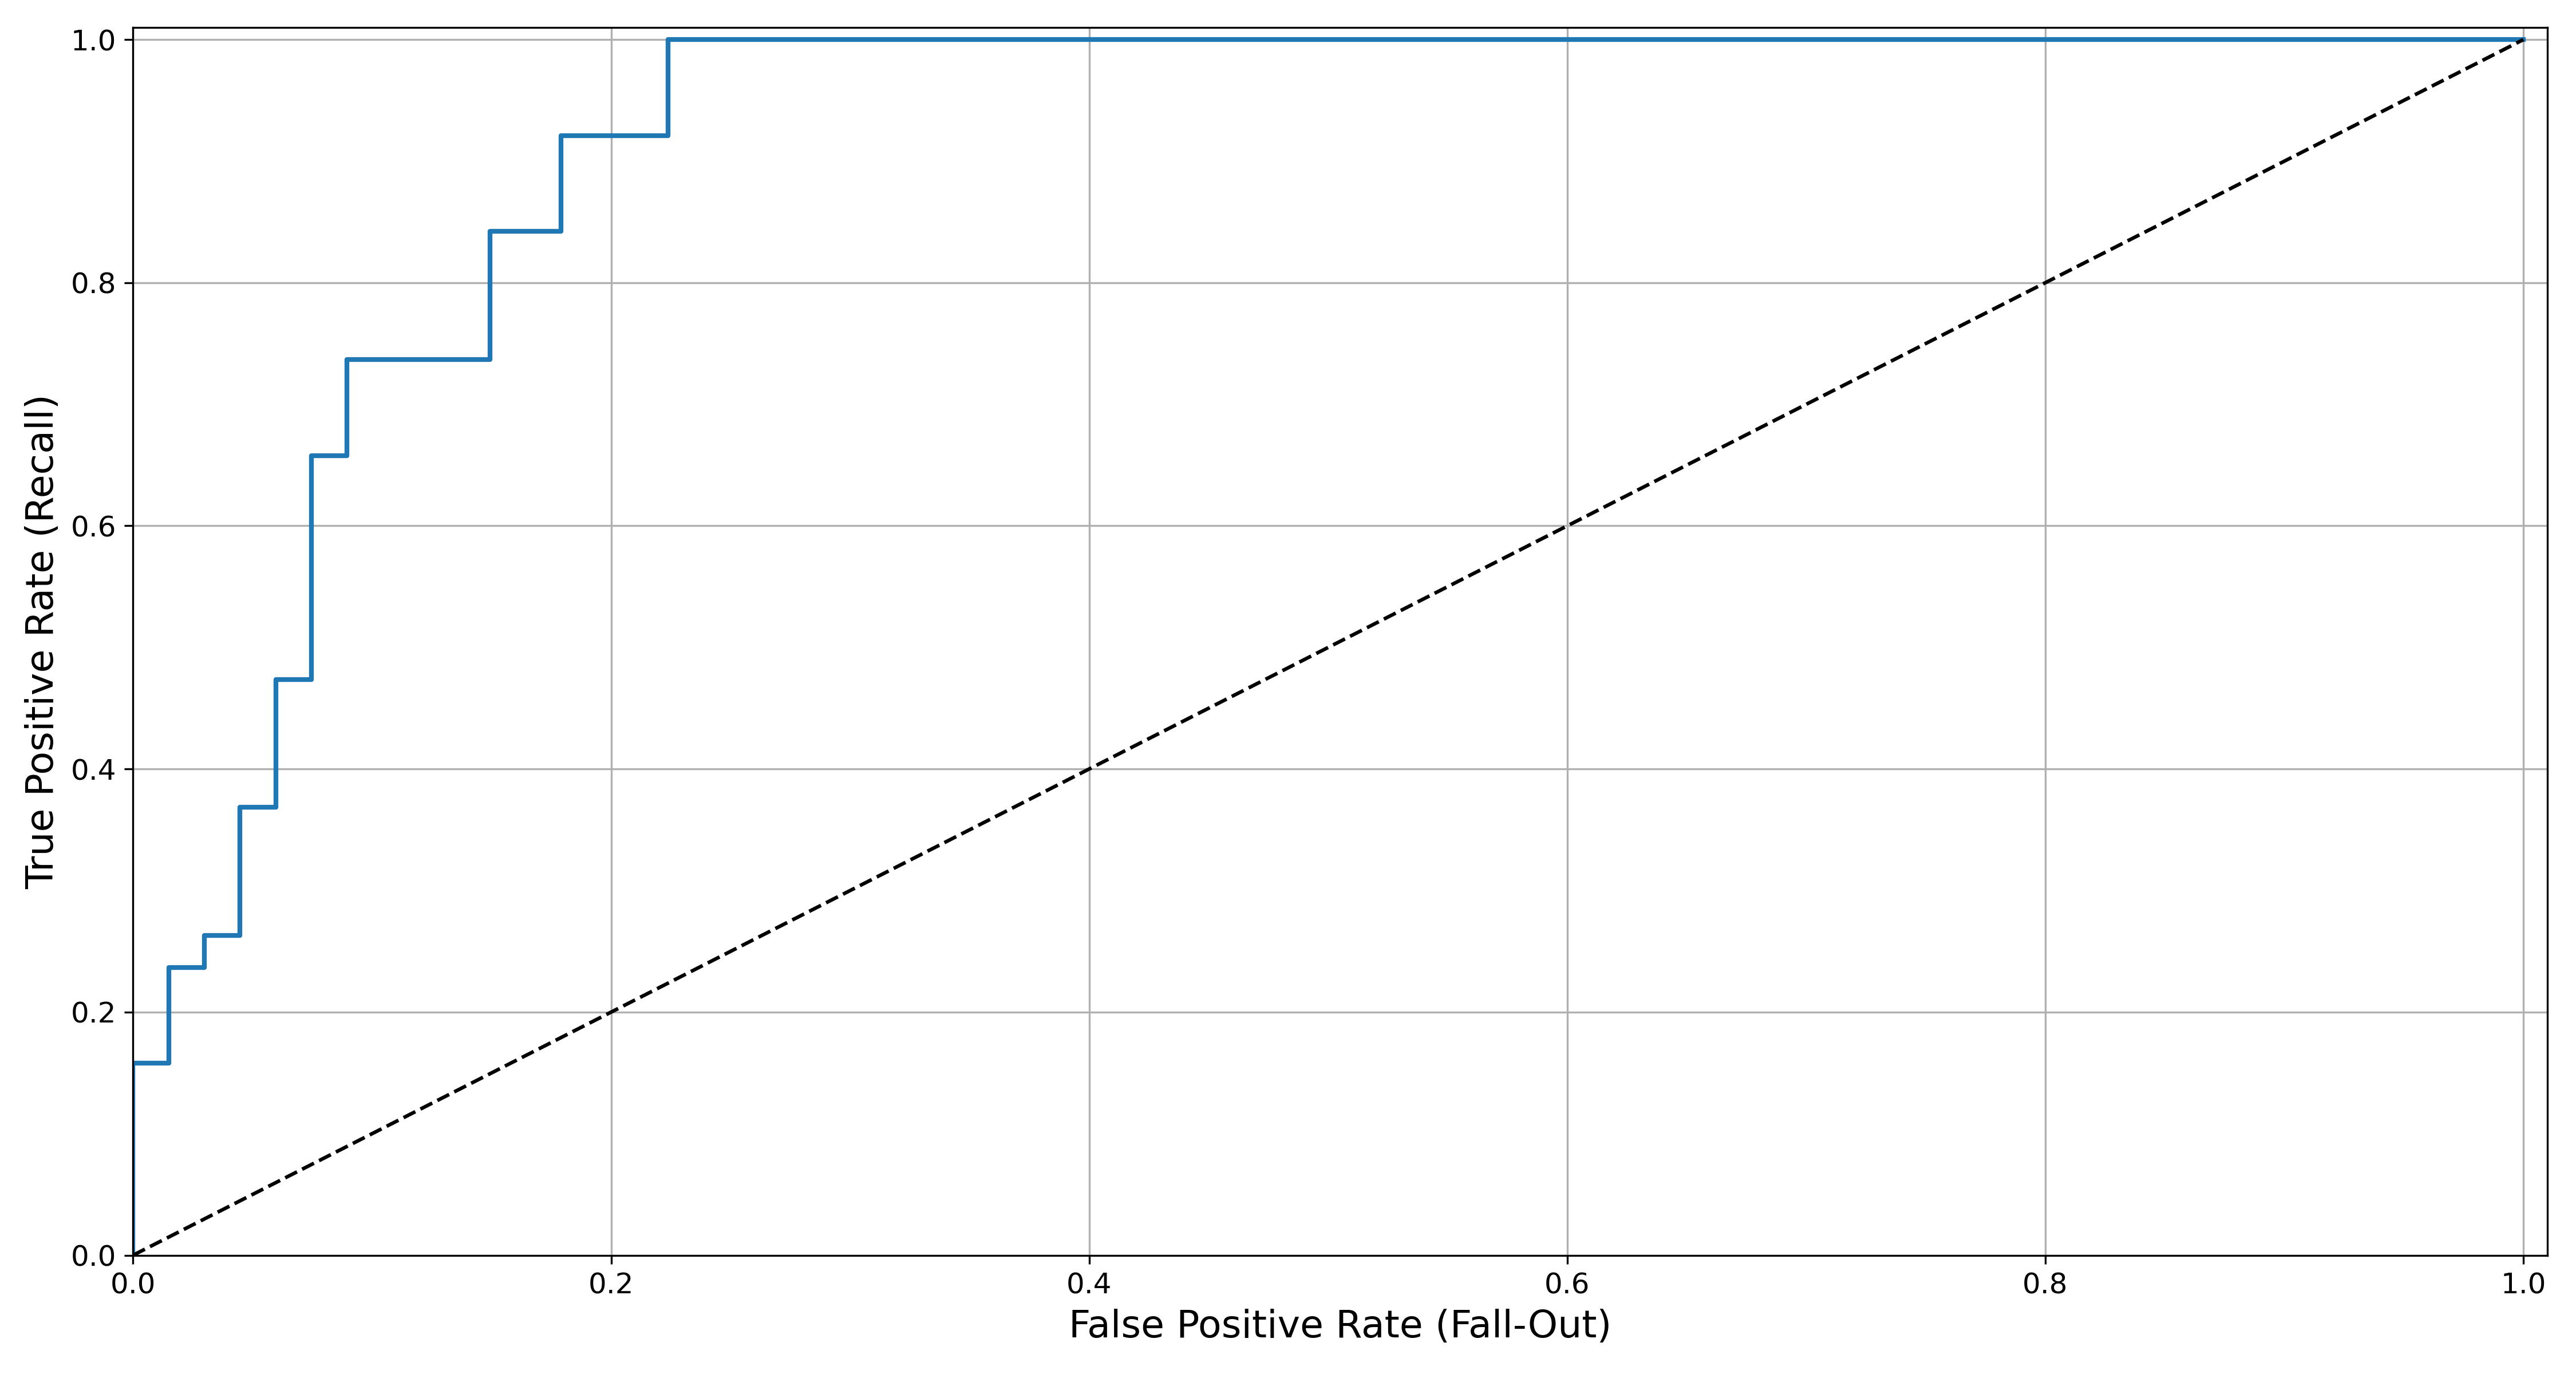 1.0
0.8
0.6
0.4
0.2
0.0
True Positive Rate (Recall)
0.0 0.2 0.4 0.6 0.8 1.0
False Positive Rate (Fall-Out)